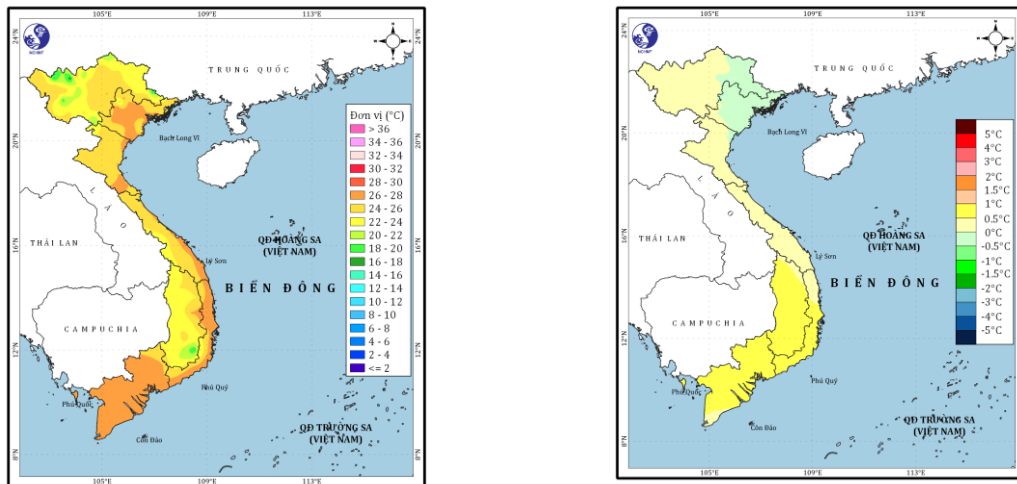 105°E
109°E
113°E
24°N
20°N
16°N
12°N
8°N
TRUNG QUỐC
Bạch Long Vĩ
LÀO
THÁI LAN
QĐ HOÀNG SA
(VIỆT NAM)
Lý Sơn
BIỂN ĐÔNG
CAMPUCHIA
Phú Quý
Phú Quốc
Côn Đảo
QĐ TRƯỜNG SA
(VIỆT NAM)
Đơn vị (°C)
> 36
34 - 36
32 - 34
30 - 32
28 - 30
26 - 28
24 - 26
22 - 24
20 - 22
18 - 20
16 - 18
14 - 16
12 - 14
10 - 12
8 - 10
6 - 8
4 - 6
2 - 4
<= 2
105°E
109°E
113°E
105°E
109°E
113°E
24°N
20°N
16°N
12°N
8°N
TRUNG QUỐC
Bạch Long Vĩ
LÀO
THÁI LAN
QĐ HOÀNG SA
(VIỆT NAM)
Lý Sơn
BIỂN ĐÔNG
CAMPUCHIA
Phú Quý
Phú Quốc
Côn Đảo
QĐ TRƯỜNG SA
(VIỆT NAM)
5°C
4°C
3°C
2°C
1.5°C
1°C
0.5°C
0°C
-0.5°C
-1°C
-1.5°C
-2°C
-3°C
-4°C
-5°C
105°E
109°E
113°E